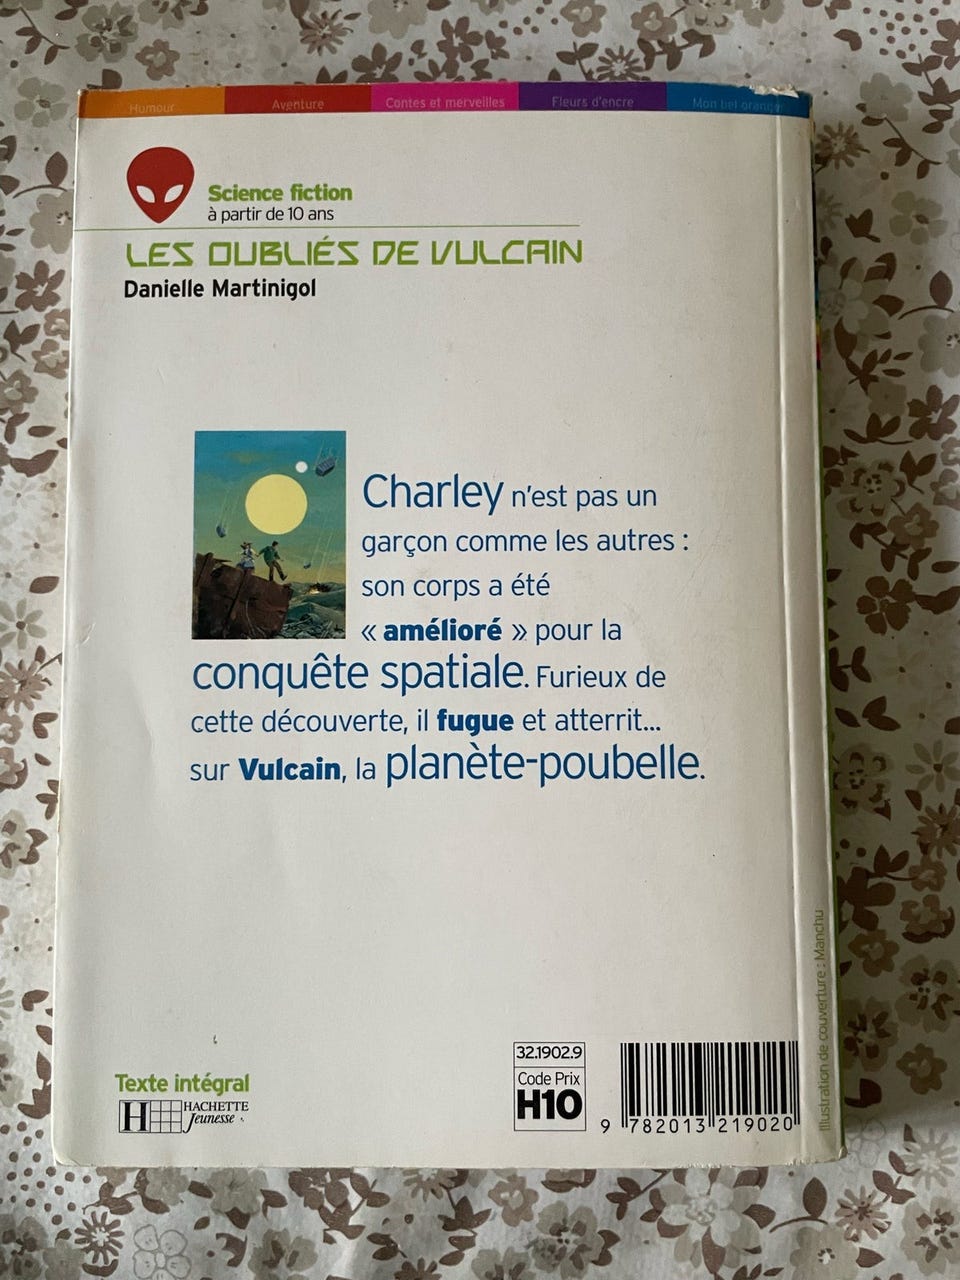 Humour Aventure Contes et merveilles Fleurs d'encre Mon bel oranger
Science fiction
à partir de 10 ans
LES OUBLIÉS DE VULCAIN
Danielle Martinigol
Charley n'est pas un
garçon comme les autres :
son corps a été
« amélioré » pour la
conquête spatiale. Furieux de
cette découverte, il fugue et atterrit...
sur Vulcain, la planète-poubelle.
Illustration de couverture : Manchu
Texte intégral
H HACHETTE
Jeunesse
32.1902.9
Code Prix
H10
9 782013 219020